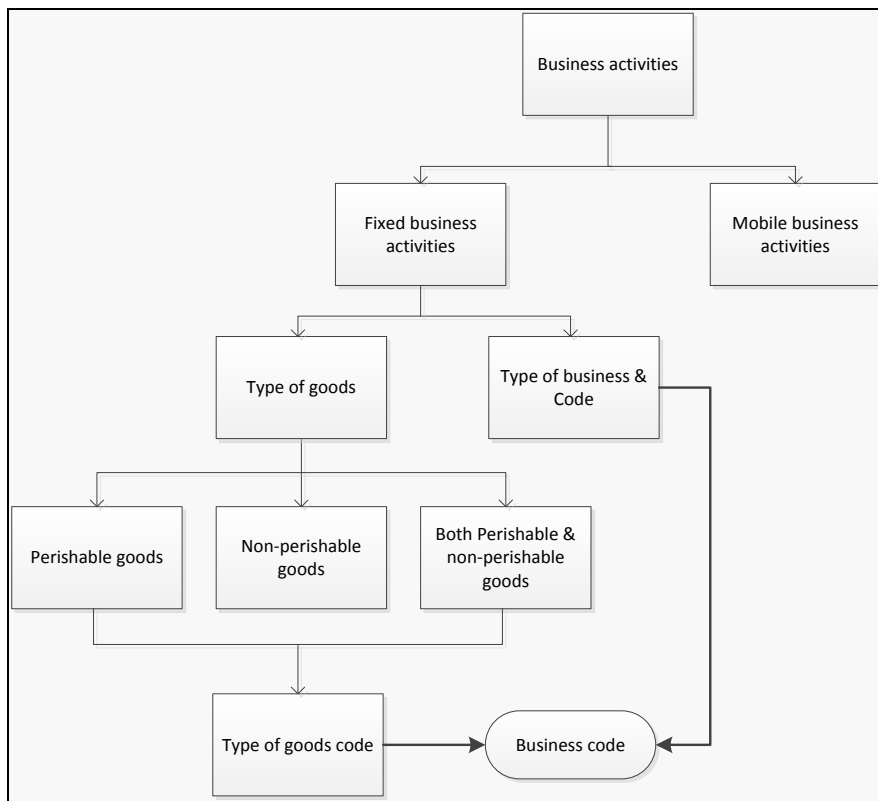 Business activities
Fixed business
activities
Mobile business
activities
Type of goods
Type of business &
Code
Perishable goods
Non-perishable
goods
Both Perishable &
non-perishable
goods
Type of goods code
Business code